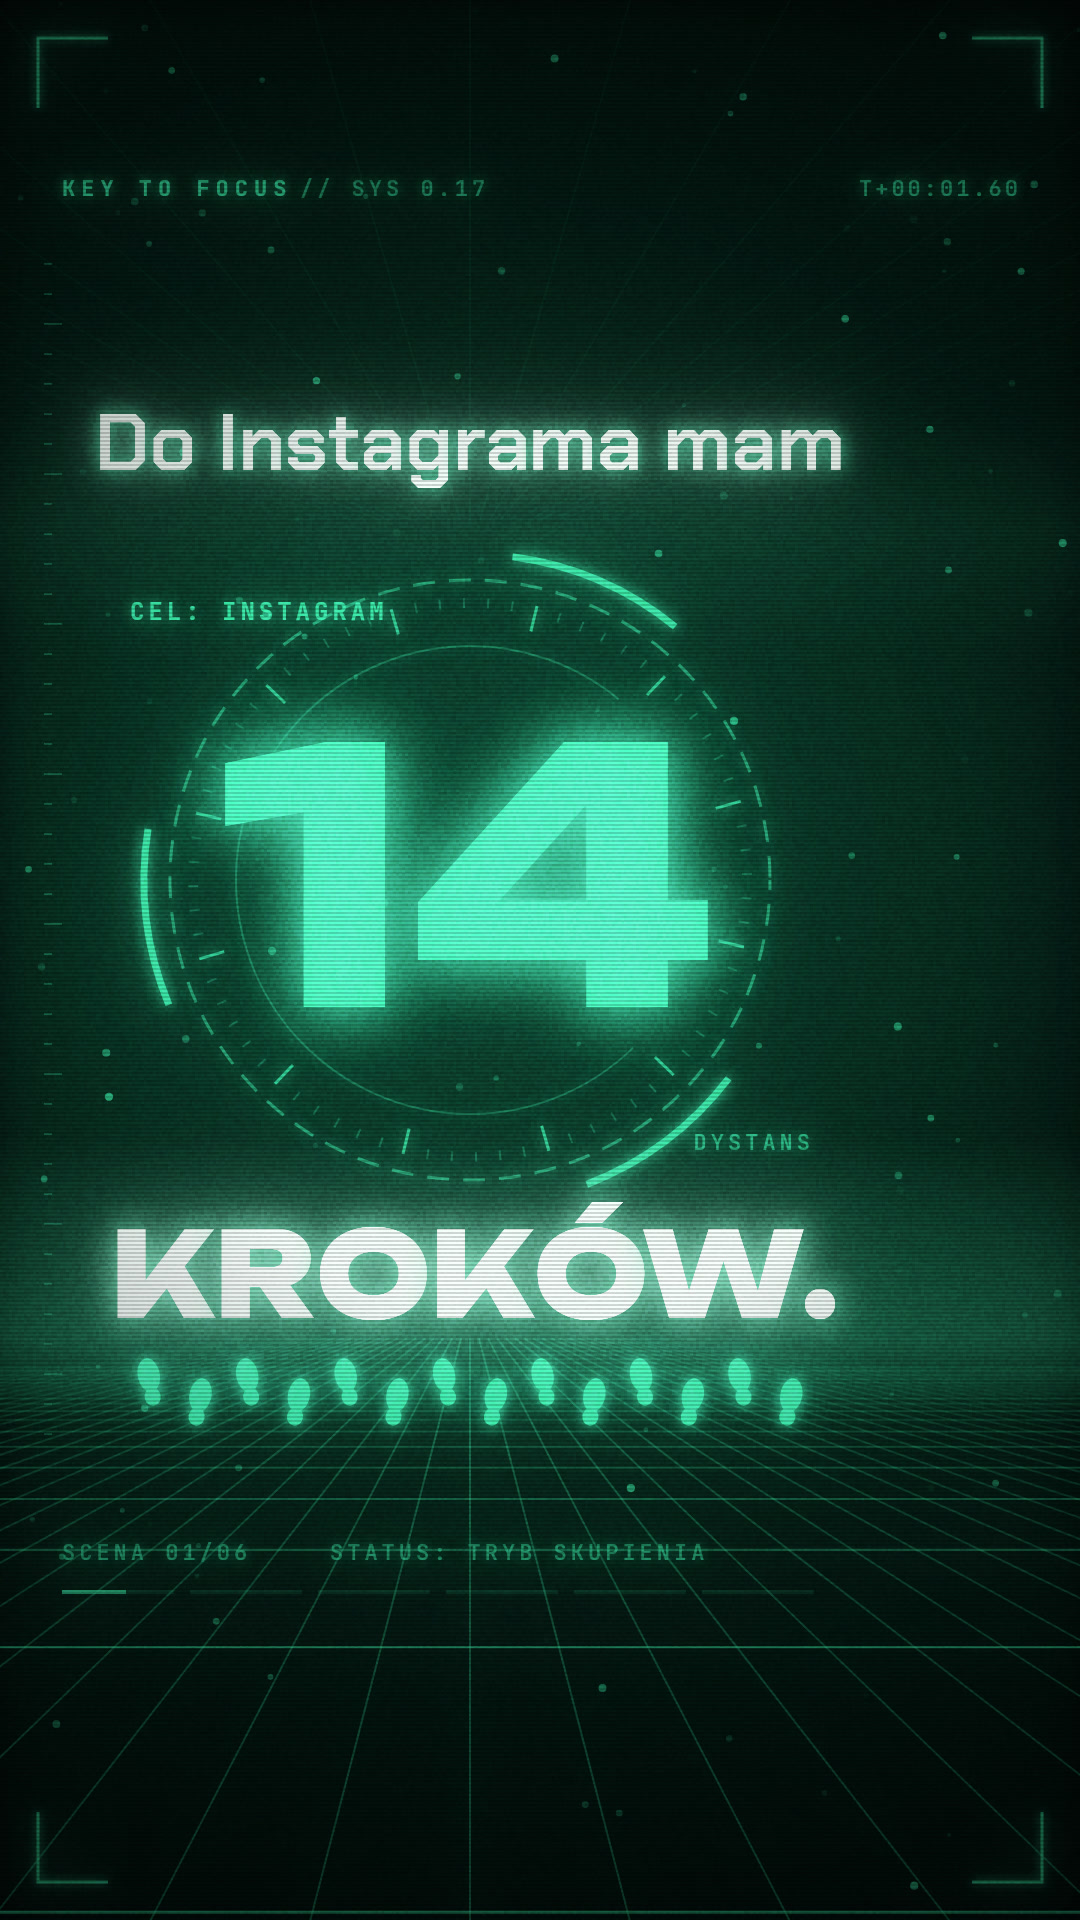 KEY TO FOCUS // SYS 0.17
T+00:01.60
Do Instagrama mam
CEL: INSTAGRAM
14
DYSTANS
KROKÓW.
SCENA 01/06
STATUS: TRYB SKUPIENIA